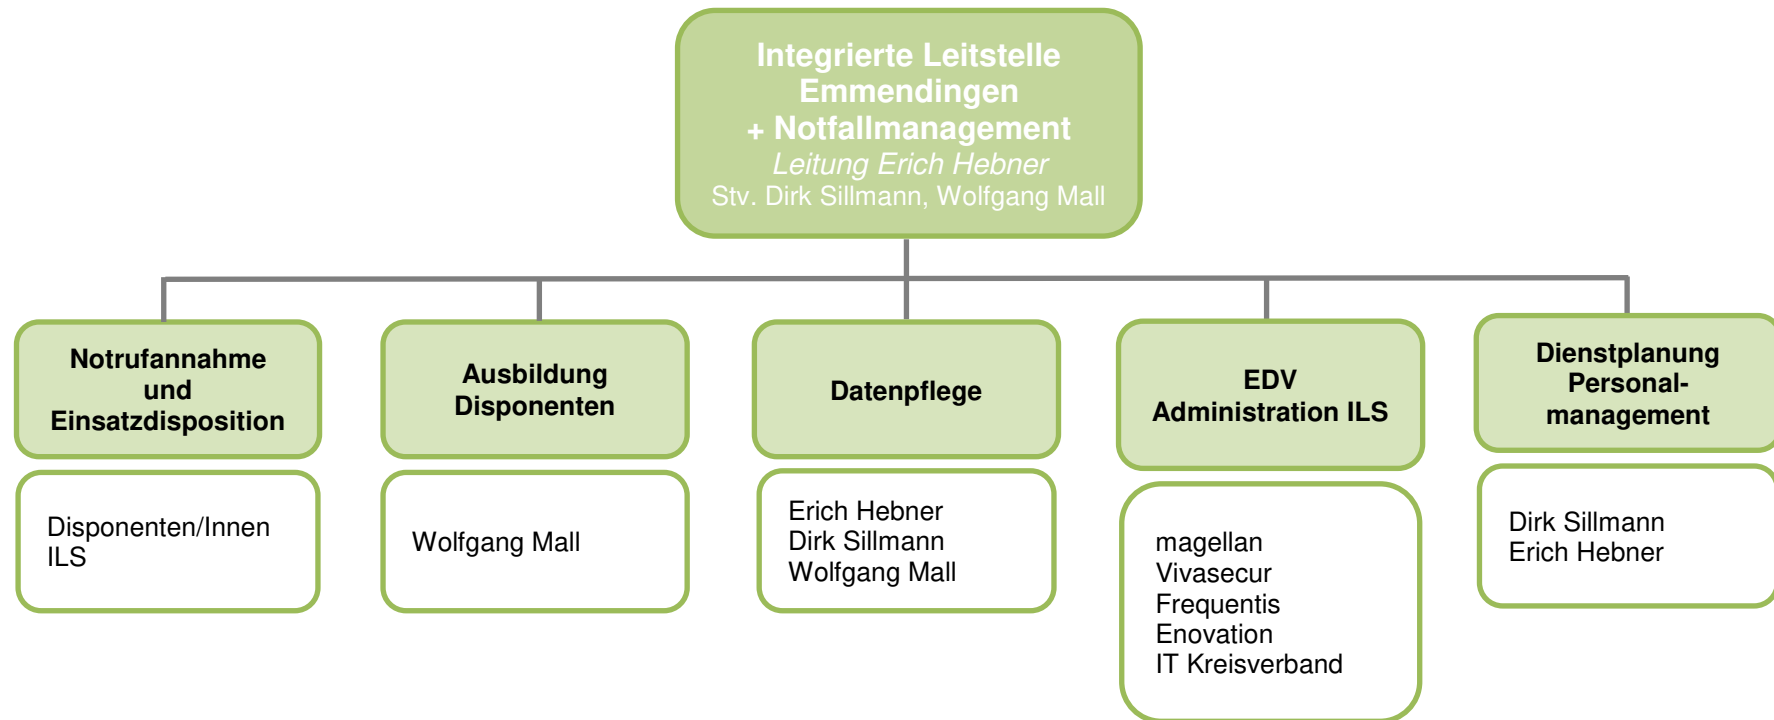 Integrierte Leitstelle
Emmendingen
+ Notfallmanagement
Leitung Erich Hebner
Stv. Dirk Sillmann, Wolfgang Mall
Notrufannahme
und
Einsatzdisposition
Disponenten/Innen
ILS
Ausbildung
Disponenten
Wolfgang Mall
Datenpflege
Erich Hebner
Dirk Sillmann
Wolfgang Mall
EDV
Administration ILS
magellan
Vivasecur
Frequentis
Enovation
IT Kreisverband
Dienstplanung
Personal-
management
Dirk Sillmann
Erich Hebner